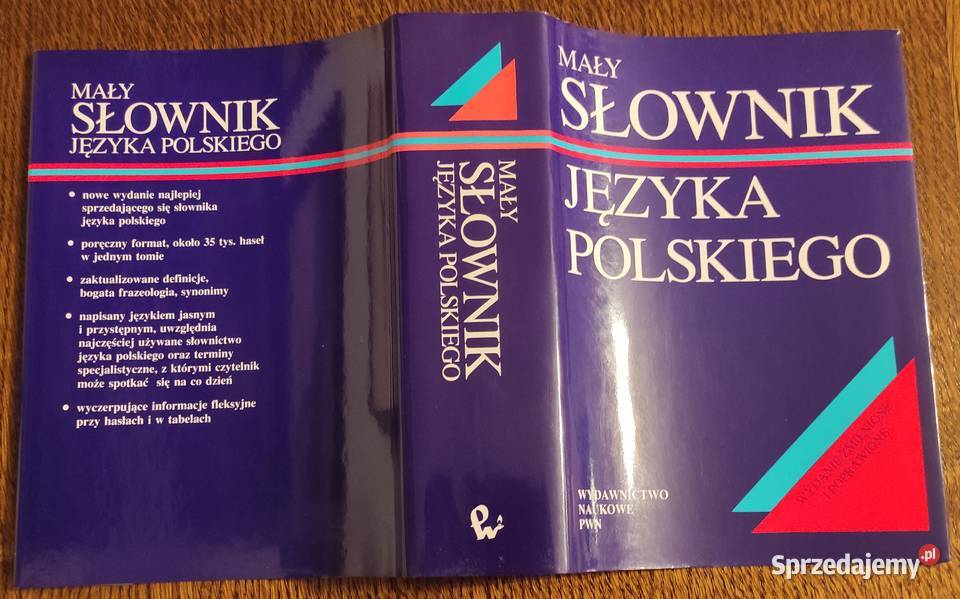 MAŁY
SŁOWNIK
JĘZYKA POLSKIEGO
nowe wydanie najlepiej
sprzedającego się słownika
języka polskiego
poręczny format, około 35 tys. haseł
w jednym tomie
zaktualizowane definicje,
bogata frazeologia, synonimy
napisany językiem jasnym
i przystępnym, uwzględnia
najczęściej używane słownictwo
języka polskiego oraz terminy
specjalistyczne, z którymi czytelnik
może spotkać się na co dzień
wyczerpujące informacje fleksyjne
przy hasłach i w tabelach
MAŁY
SŁOWNIK
JĘZYKA POLSKIEGO
MAŁY
SŁOWNIK
JĘZYKA
POLSKIEGO
WYDANIE ZMIENIONE
I POPRAWIONE
WYDAWNICTWO
NAUKOWE
PWN
Sprzedajemy.pl